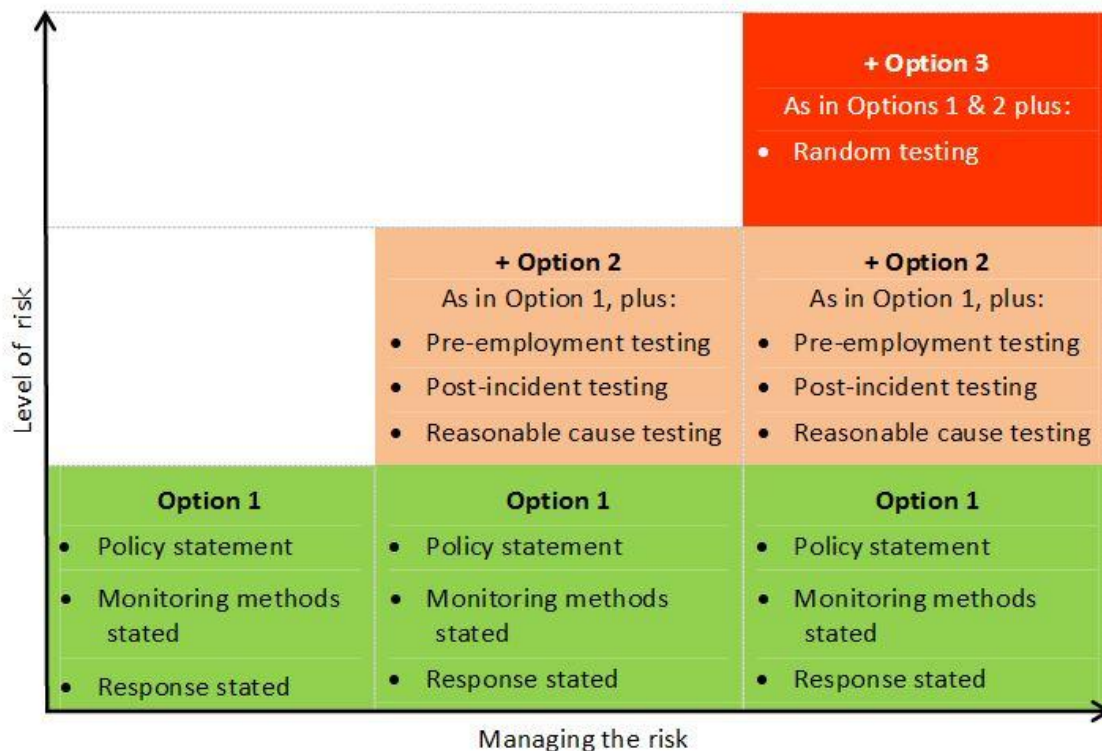 + Option 3
As in Options 1 & 2 plus:
• Random testing
+ Option 2
As in Option 1, plus:
• Pre-employment testing
• Post-incident testing
• Reasonable cause testing
+ Option 2
As in Option 1, plus:
• Pre-employment testing
• Post-incident testing
• Reasonable cause testing
Level of risk
Option 1
• Policy statement
• Monitoring methods
stated
• Response stated
Option 1
• Policy statement
• Monitoring methods
stated
• Response stated
Option 1
• Policy statement
• Monitoring methods
stated
• Response stated
Managing the risk